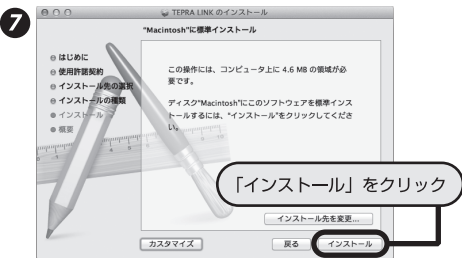 7
TEPRA LINK のインストール
"Macintosh"に標準インストール
はじめに
使用許諾契約
インストール先の選択
インストールの種類
インストール
概要
この操作には、コンピュータ上に 4.6 MB の領域が必
要です。
ディスク"Macintosh"にこのソフトウェアを標準インス
トールするには、"インストール"をクリックしてくださ
い。
「インストール」をクリック
インストール先を変更...
カスタマイズ
戻る
インストール